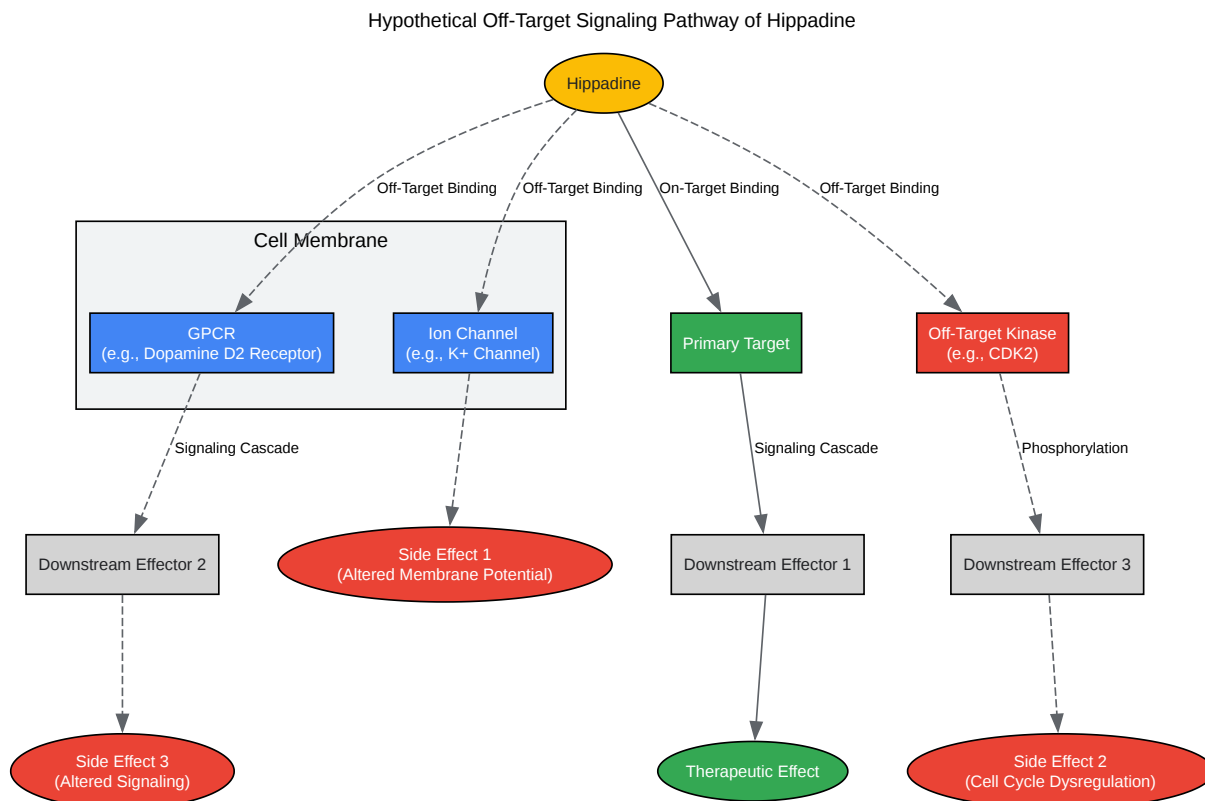 Hypothetical Off-Target Signaling Pathway of Hippadine
Hippadine
Off-Target Binding
Off-Target Binding
On-Target Binding
Off-Target Binding
Cell Membrane
GPCR
(e.g., Dopamine D2 Receptor)
Ion Channel
(e.g., K+ Channel)
Primary Target
Off-Target Kinase
(e.g., CDK2)
Signaling Cascade
Signaling Cascade
Phosphorylation
Downstream Effector 2
Side Effect 1
(Altered Membrane Potential)
Downstream Effector 1
Downstream Effector 3
Side Effect 3
(Altered Signaling)
Therapeutic Effect
Side Effect 2
(Cell Cycle Dysregulation)